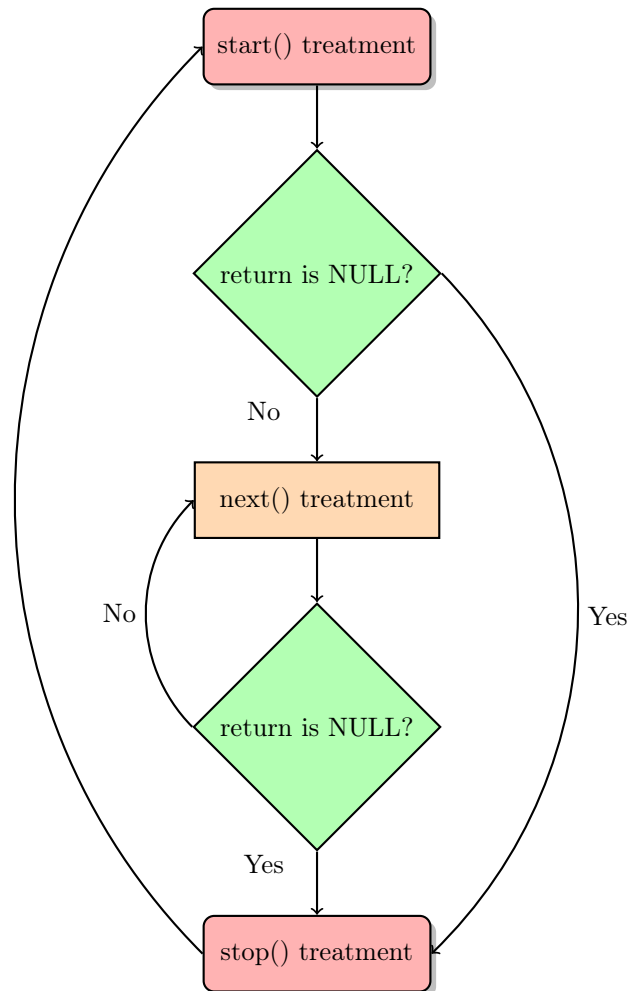 start() treatment
return is NULL?
No
next() treatment
No
Yes
return is NULL?
Yes
stop() treatment